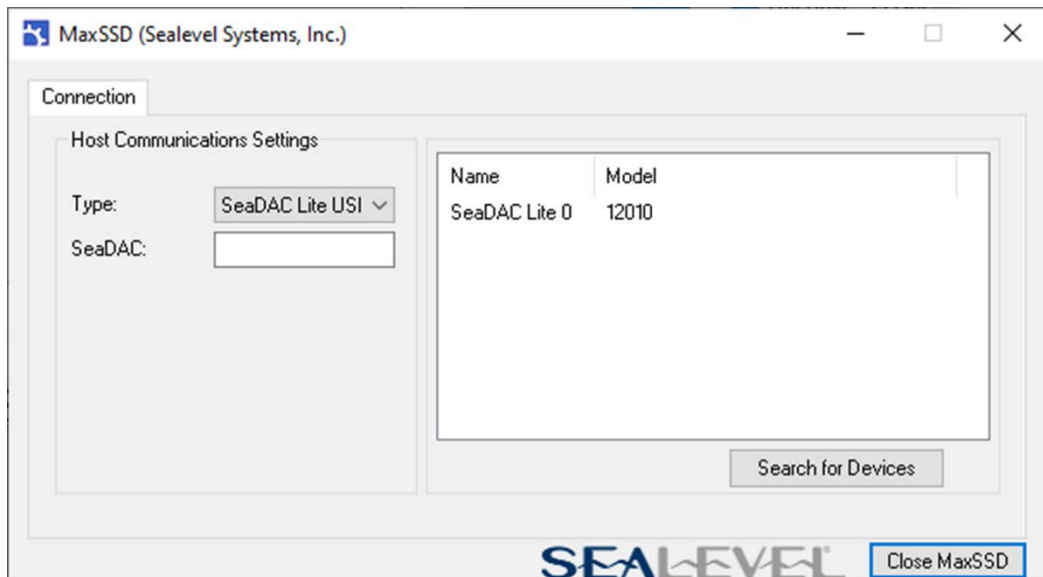 MaxSSD (Sealevel Systems, Inc.)
Connection
Host Communications Settings
Type: SeaDAC Lite USI
SeaDAC:
Name Model
SeaDAC Lite 0 12010
Search for Devices
SEALEVEL
Close MaxSSD